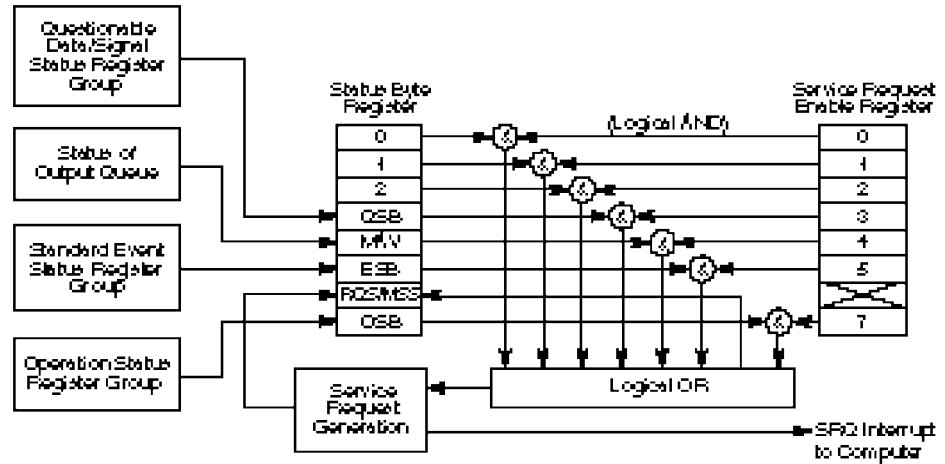 Questionable
Data/Signal
Status Register
Group
Status Byte
Register
Service Request
Enable Register
(Logical AND)
0
&
0
Status of
Output Queue
1
&
1
2
&
2
QSB
&
3
MAV
&
4
Standard Event
Status Register
Group
ESB
&
5
RQS/MSS
OSB
&
7
Operation Status
Register Group
Logical OR
Service
Request
Generation
SRQ Interrupt
to Computer